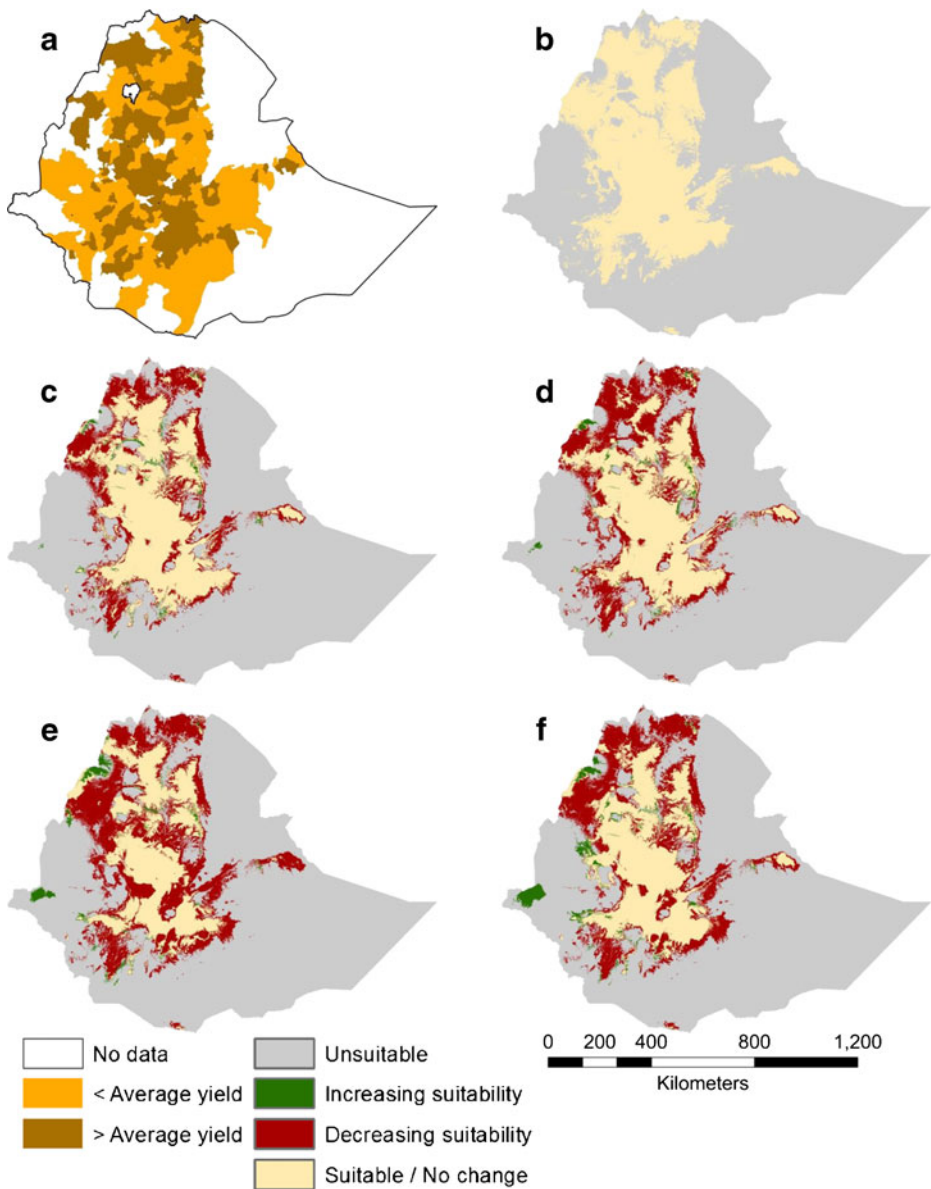 a
b
c
d
e
f
No data
< Average yield
> Average yield
Unsuitable
Increasing suitability
Decreasing suitability
Suitable / No change
0 200 400 800 1,200
Kilometers